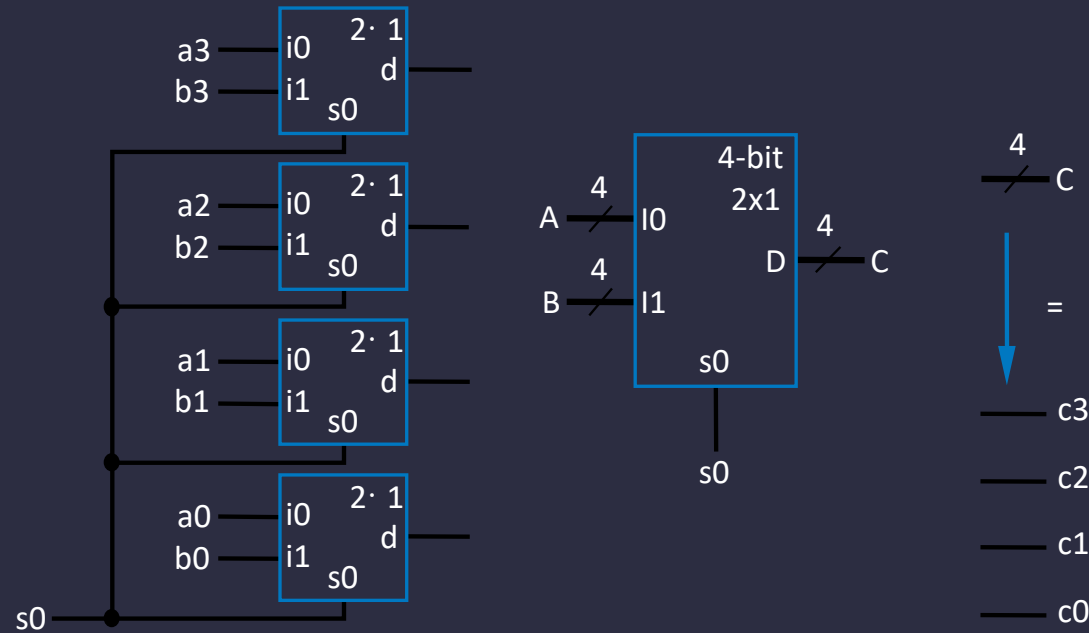 2· 1
a3 i0
d
b3 i1
s0
2· 1
a2 i0
d
b2 i1
s0
2· 1
a1 i0
d
b1 i1
s0
2· 1
a0 i0
d
b0 i1
s0
s0
4-bit
2x1
4
A I0
4
D C
4
B I1
s0
s0
4
C
=
c3
c2
c1
c0